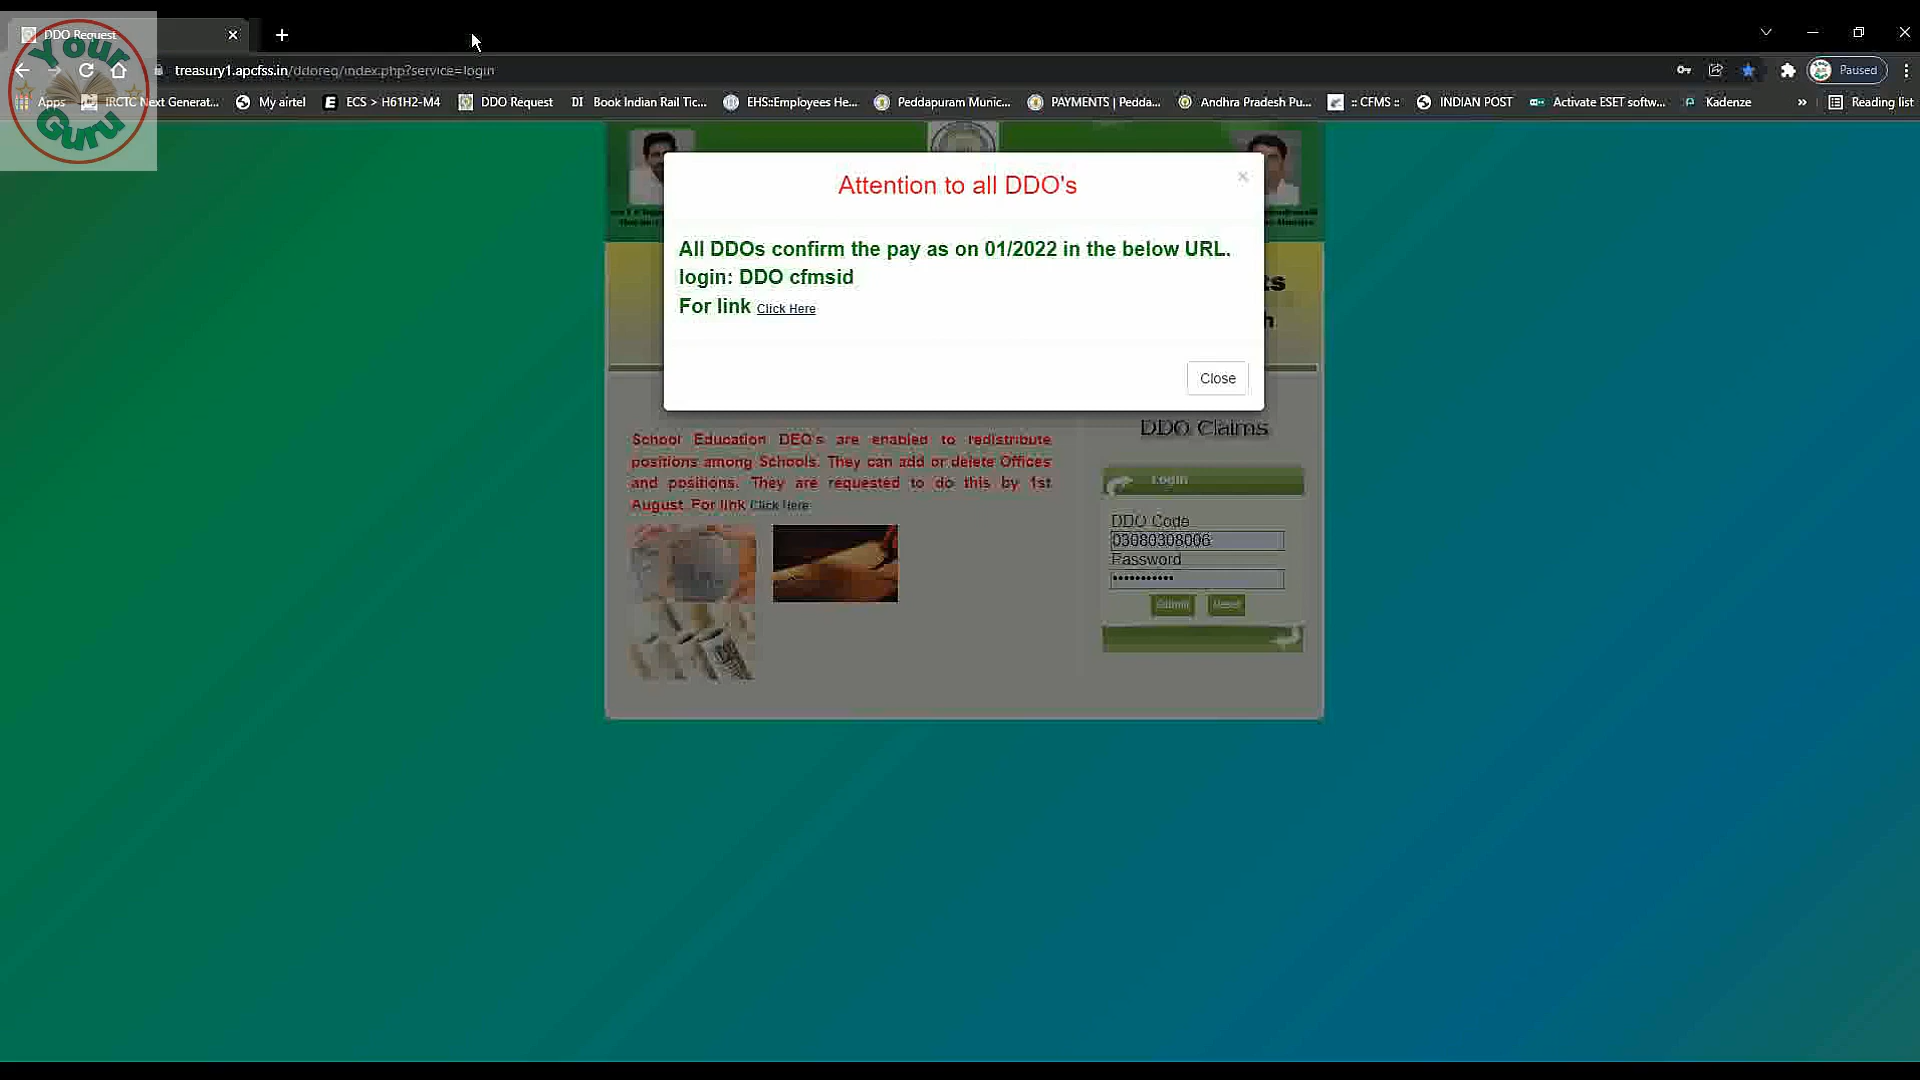 DDO Request
Your
Guru
treasury1.apcfss.in/ddoreq/index.php?service=login
Paused
Apps
IRCTC Next Generat...
My airtel
ECS > H61H2-M4
DDO Request
DI Book Indian Rail Tic...
EHS::Employees He...
Peddapuram Munic...
PAYMENTS | Pedda...
Andhra Pradesh Pu...
:: CFMS ::
INDIAN POST
Activate ESET softw...
Kadenze
»
Reading list
Attention to all DDO's
×
All DDOs confirm the pay as on 01/2022 in the below URL.
login: DDO cfmsid
For link Click Here
Close
School Education DEO's are enabled to redistribute
positions among Schools. They can add or delete Offices
and positions. They are requested to do this by 1st
August. For link Click Here
DDO Claims
Login
DDO Code
03080308006
Password
Submit
Reset